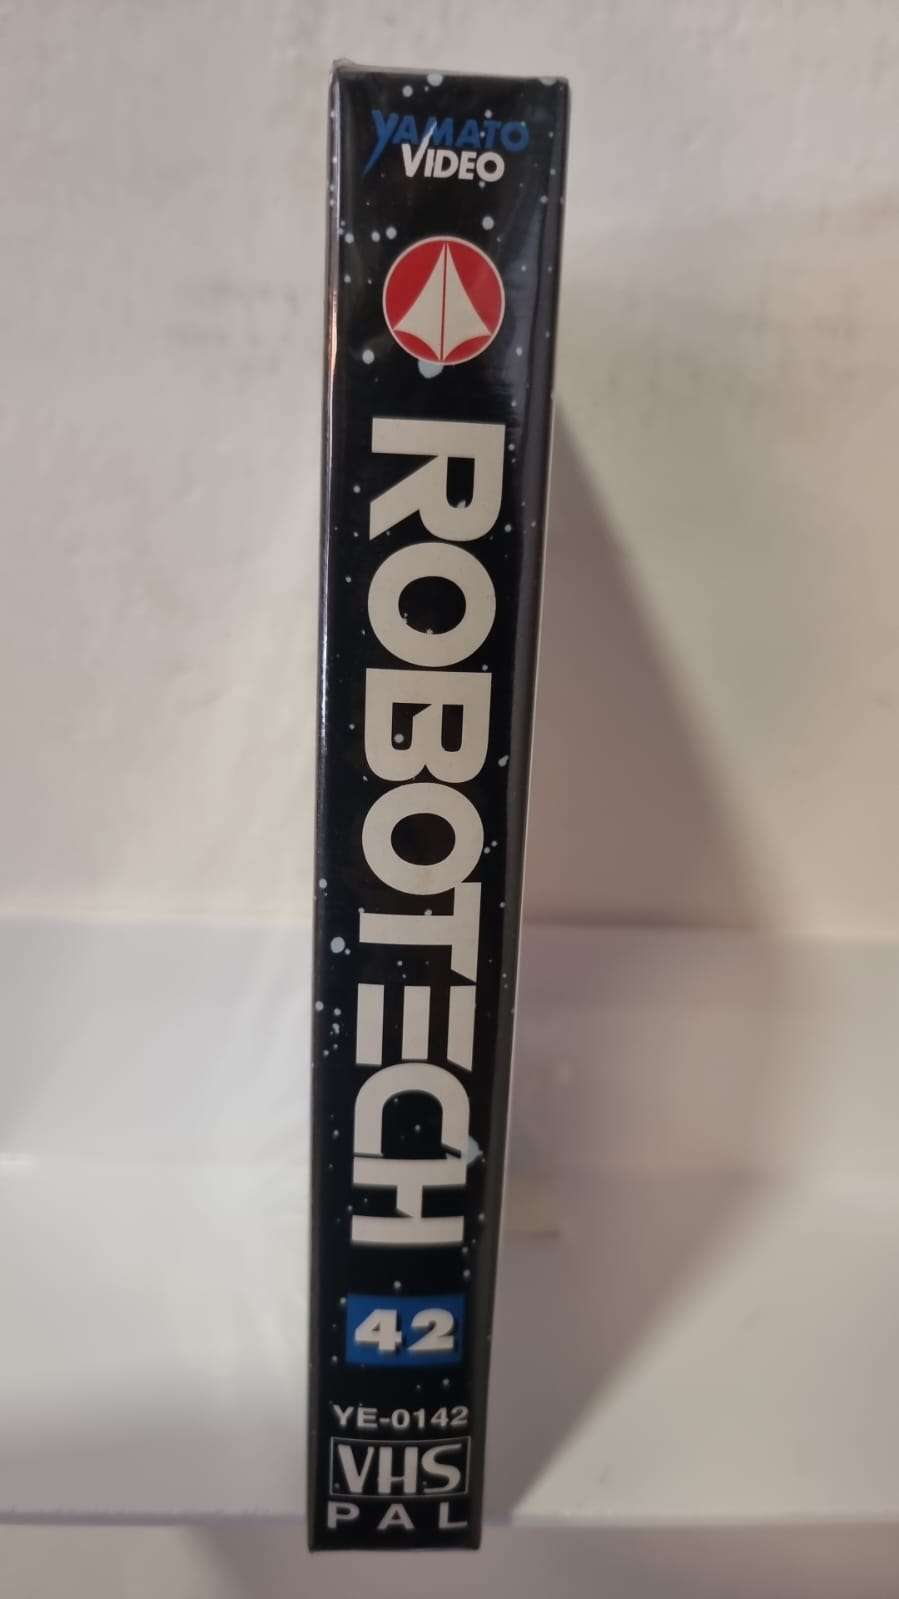 YAMATO
VIDEO
ROBOTECH
42
YE-0142
VHS
PAL